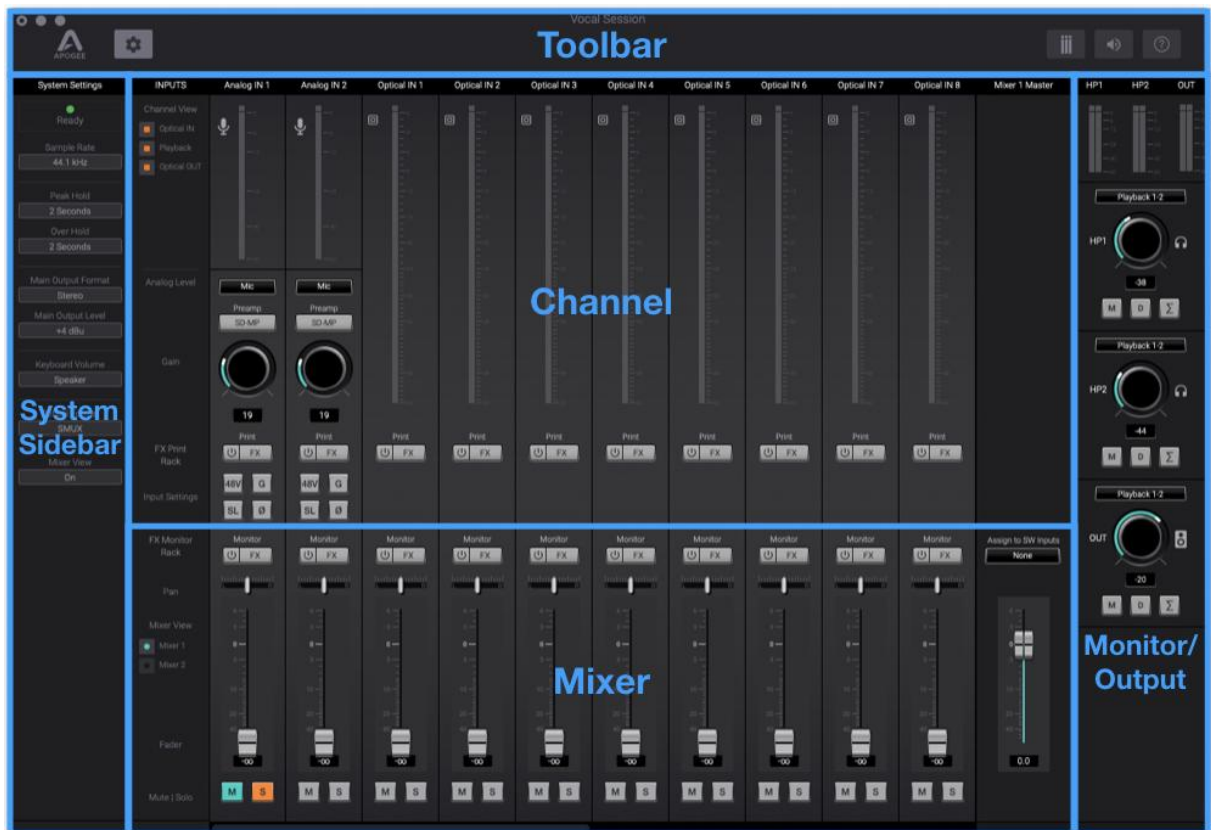 Vocal Session
APOGEE
Toolbar
System Settings
Ready
Sample Rate
44.1 kHz
Peak Hold
2 Seconds
Over Hold
2 Seconds
Main Output Format
Stereo
Main Output Level
+4 dBu
Keyboard Volume
Speaker
System
SMUX
Sidebar
Mixer View
On
INPUTS Analog IN 1 Analog IN 2 Optical IN 1 Optical IN 2 Optical IN 3 Optical IN 4 Optical IN 5 Optical IN 6 Optical IN 7 Optical IN 8 Mixer 1 Master
Channel View
Optical IN
Playback
Optical OUT
Analog Level Mic Mic
Channel
Preamp Preamp
SD-MP SD-MP
Gain
19 19
Print Print Print Print Print Print Print Print Print Print
FX Print FX FX FX FX FX FX FX FX FX FX
Rack
48V G 48V G
Input Settings
SL Ø SL Ø
FX Monitor Monitor Monitor Monitor Monitor Monitor Monitor Monitor Monitor Monitor Monitor Assign to SW Inputs
Rack FX FX FX FX FX FX FX FX FX FX None
Pan
Mixer View
Mixer 1
Mixer 2
Mixer
Fader
-∞ -∞ -∞ -∞ -∞ -∞ -∞ -∞ -∞ -∞ 0.0
Mute | Solo M S M S M S M S M S M S M S M S M S M S
HP1 HP2 OUT
Playback 1-2
HP1
-38
M D Σ
Playback 1-2
HP2
-44
M D Σ
Playback 1-2
OUT
-20
M D Σ
Monitor/
Output